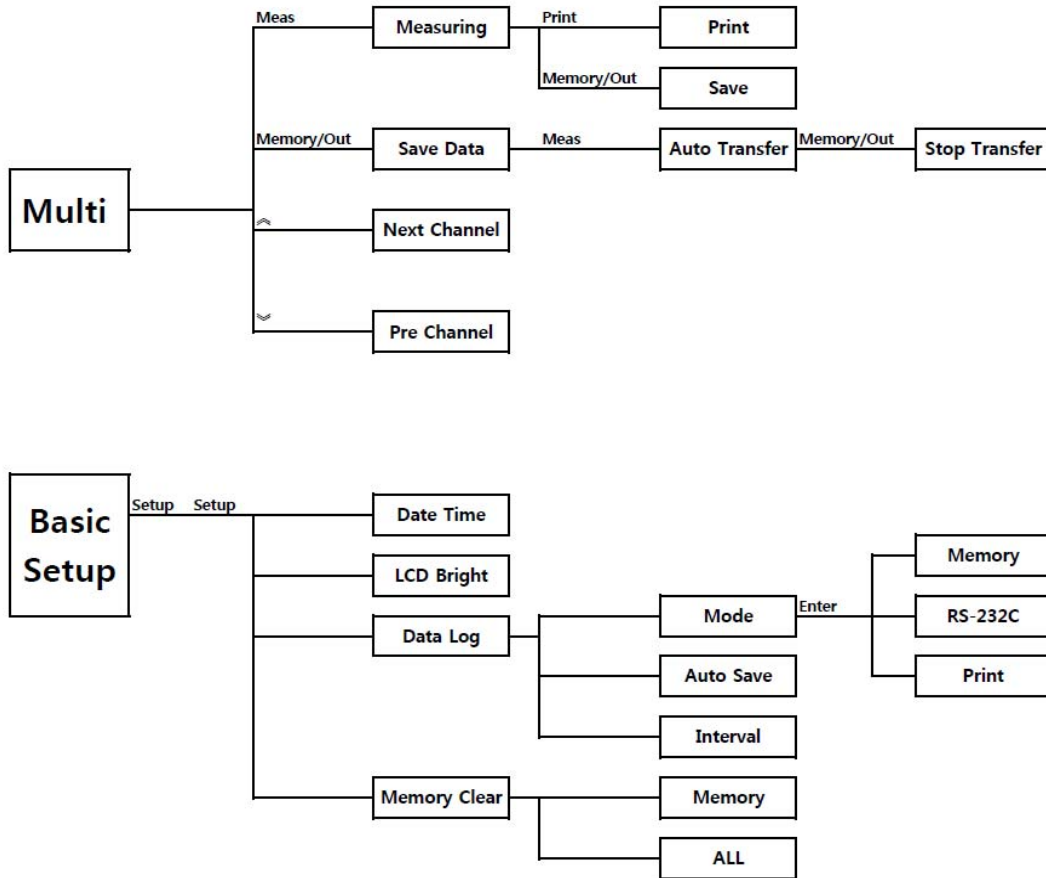 Meas
Measuring
Print
Print
Memory/Out
Save
Memory/Out
Save Data
Meas
Auto Transfer
Memory/Out
Stop Transfer
Multi
︽
Next Channel
︾
Pre Channel
Basic
Setup
Setup
Setup
Date Time
LCD Bright
Data Log
Mode
Enter
Memory
RS-232C
Print
Auto Save
Interval
Memory Clear
Memory
ALL